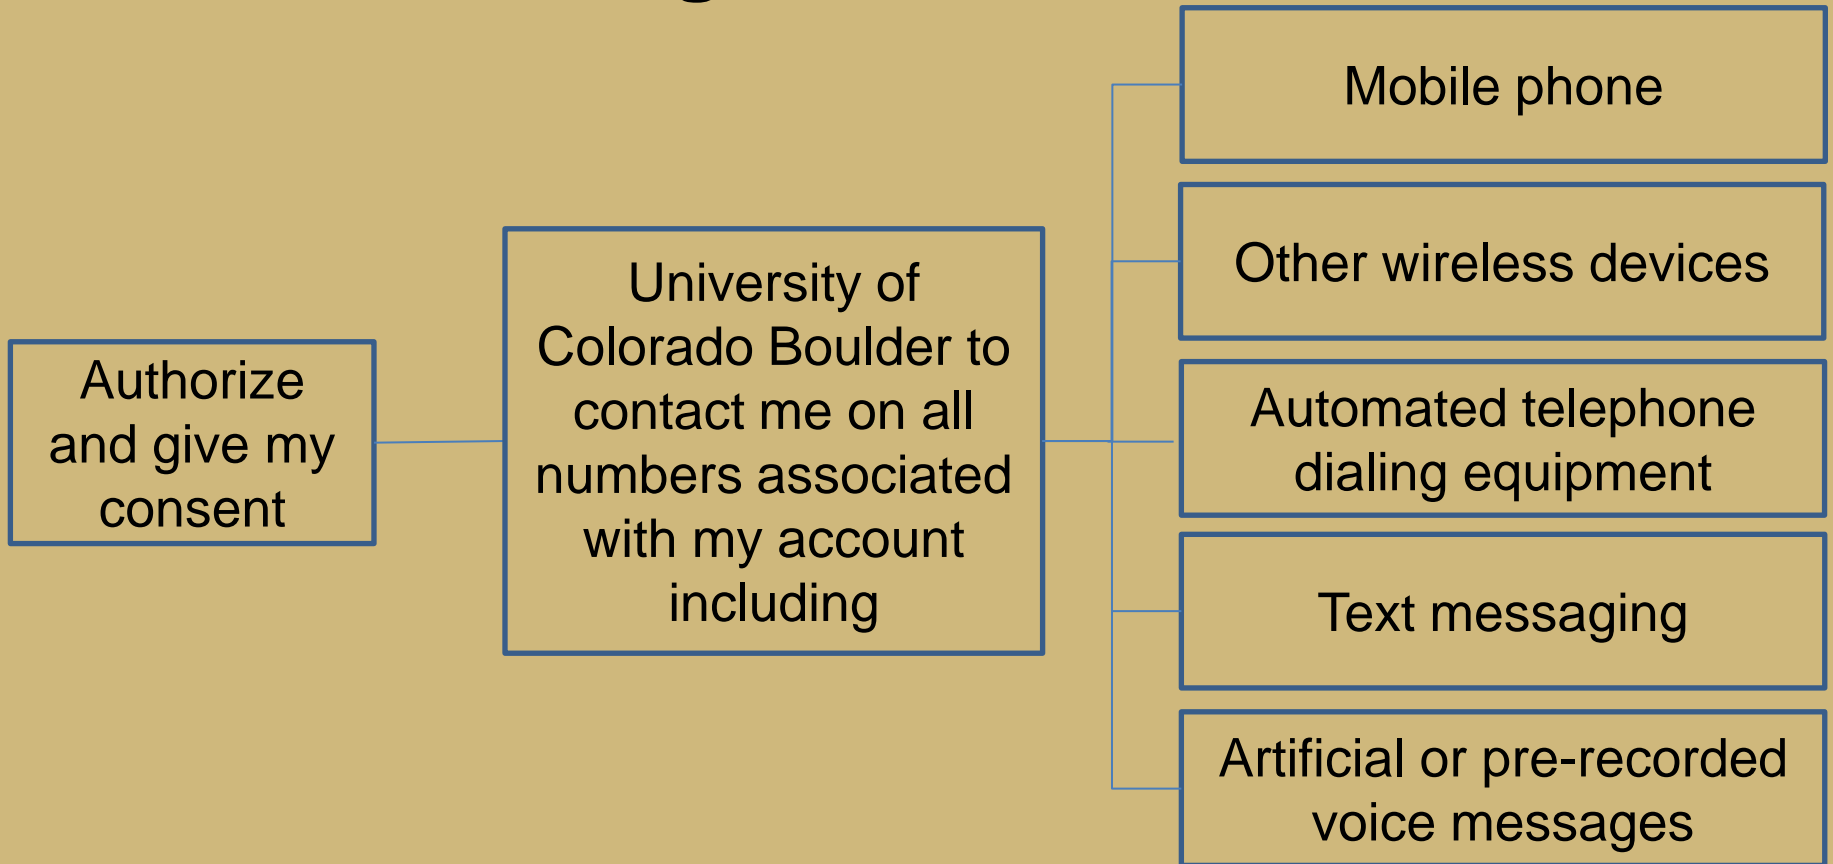 Authorize
and give my
consent
University of
Colorado Boulder to
contact me on all
numbers associated
with my account
including
Mobile phone
Other wireless devices
Automated telephone
dialing equipment
Text messaging
Artificial or pre-recorded
voice messages